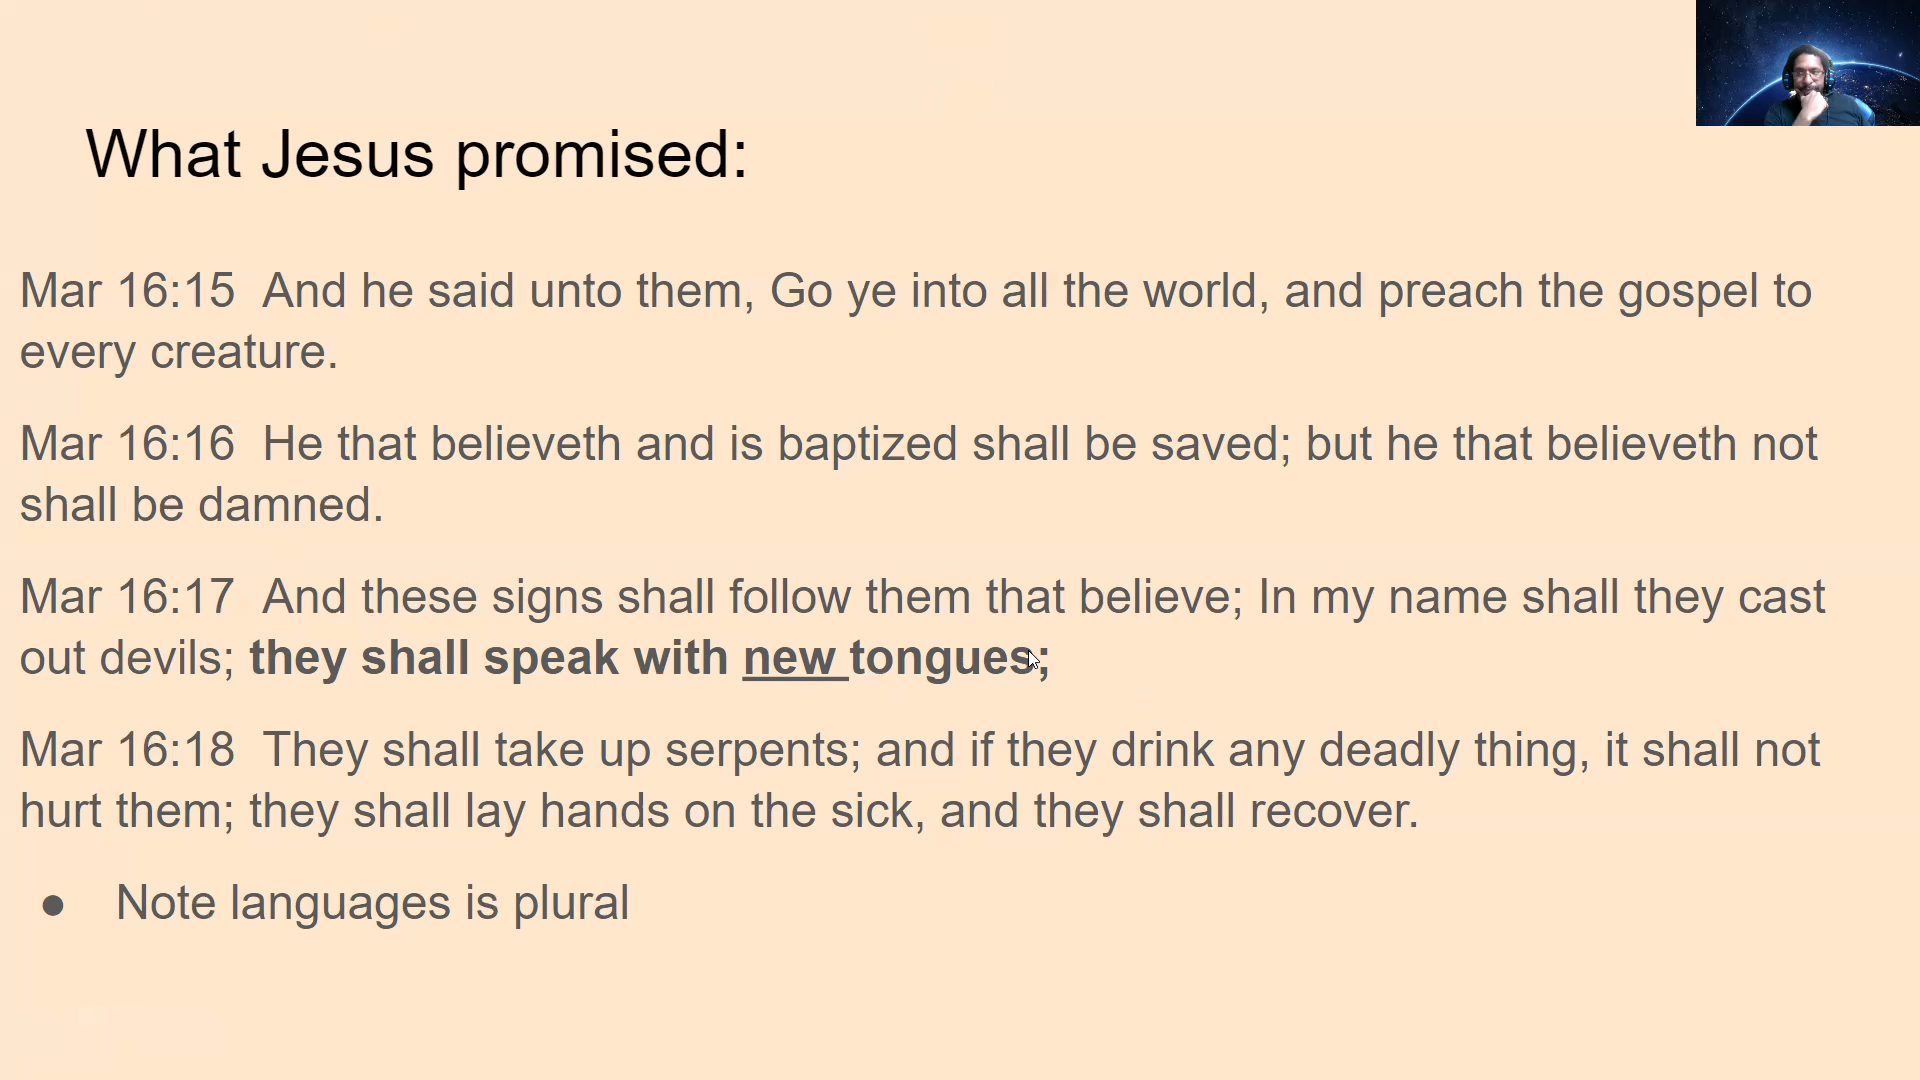 What Jesus promised:
Mar 16:15  And he said unto them, Go ye into all the world, and preach the gospel to
every creature.
Mar 16:16  He that believeth and is baptized shall be saved; but he that believeth not
shall be damned.
Mar 16:17  And these signs shall follow them that believe; In my name shall they cast
out devils; they shall speak with new tongues;
Mar 16:18  They shall take up serpents; and if they drink any deadly thing, it shall not
hurt them; they shall lay hands on the sick, and they shall recover.
● Note languages is plural